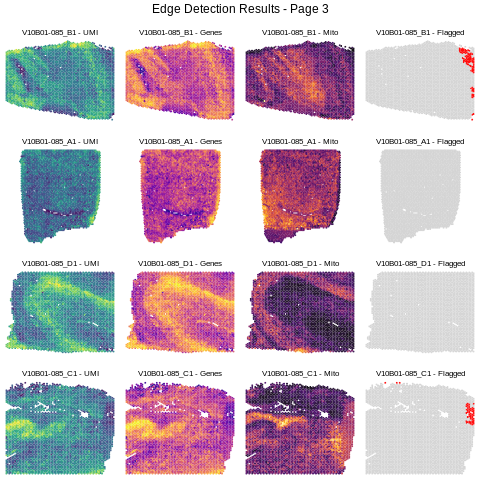 Edge Detection Results - Page 3
V10B01-085_B1 - UMI
V10B01-085_B1 - Genes
V10B01-085_B1 - Mito
V10B01-085_B1 - Flagged
V10B01-085_A1 - UMI
V10B01-085_A1 - Genes
V10B01-085_A1 - Mito
V10B01-085_A1 - Flagged
V10B01-085_D1 - UMI
V10B01-085_D1 - Genes
V10B01-085_D1 - Mito
V10B01-085_D1 - Flagged
V10B01-085_C1 - UMI
V10B01-085_C1 - Genes
V10B01-085_C1 - Mito
V10B01-085_C1 - Flagged